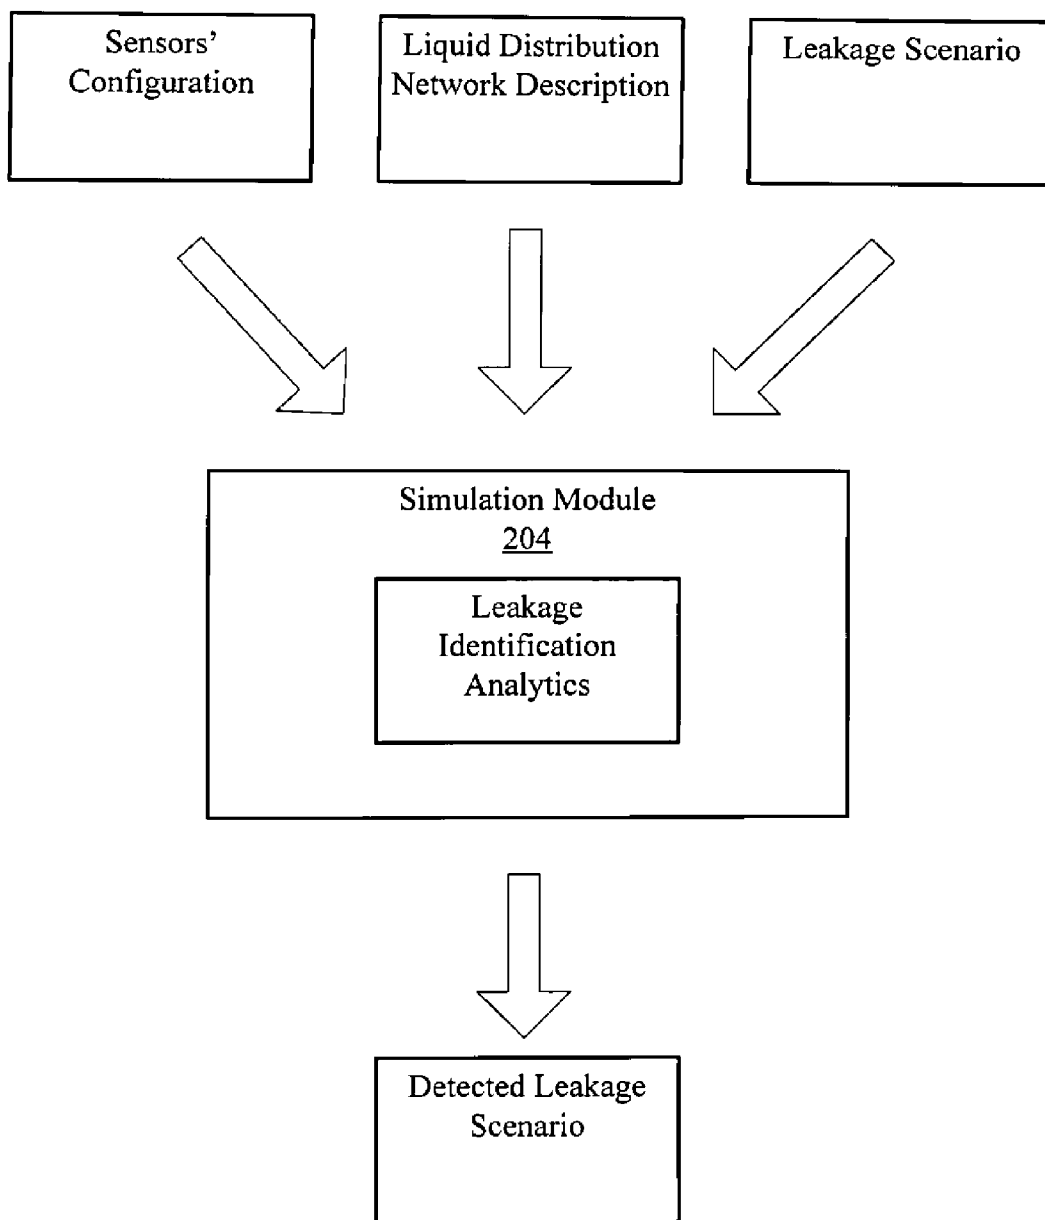 Sensors’
Configuration
Liquid Distribution
Network Description
Leakage Scenario
Simulation Module
204
Leakage
Identification
Analytics
Detected Leakage
Scenario